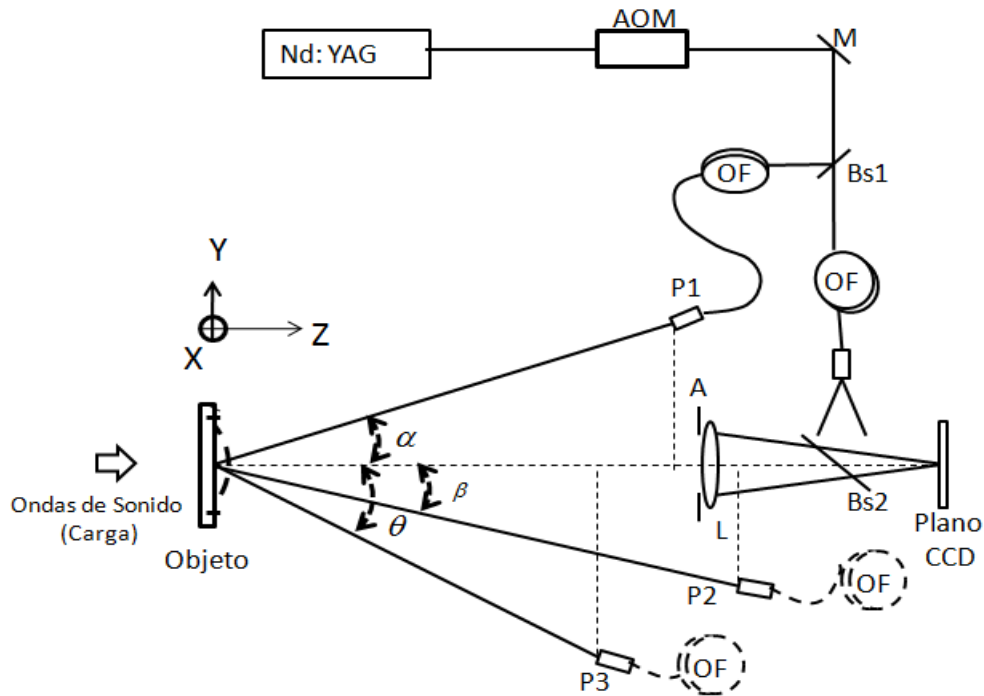 AOM
Nd: YAG
M
OF
Bs1
OF
Y
P1
Z
X
A
α
β
Ondas de Sonido
(Carga)
θ
Bs2
L
Plano
CCD
Objeto
P2
OF
P3
OF